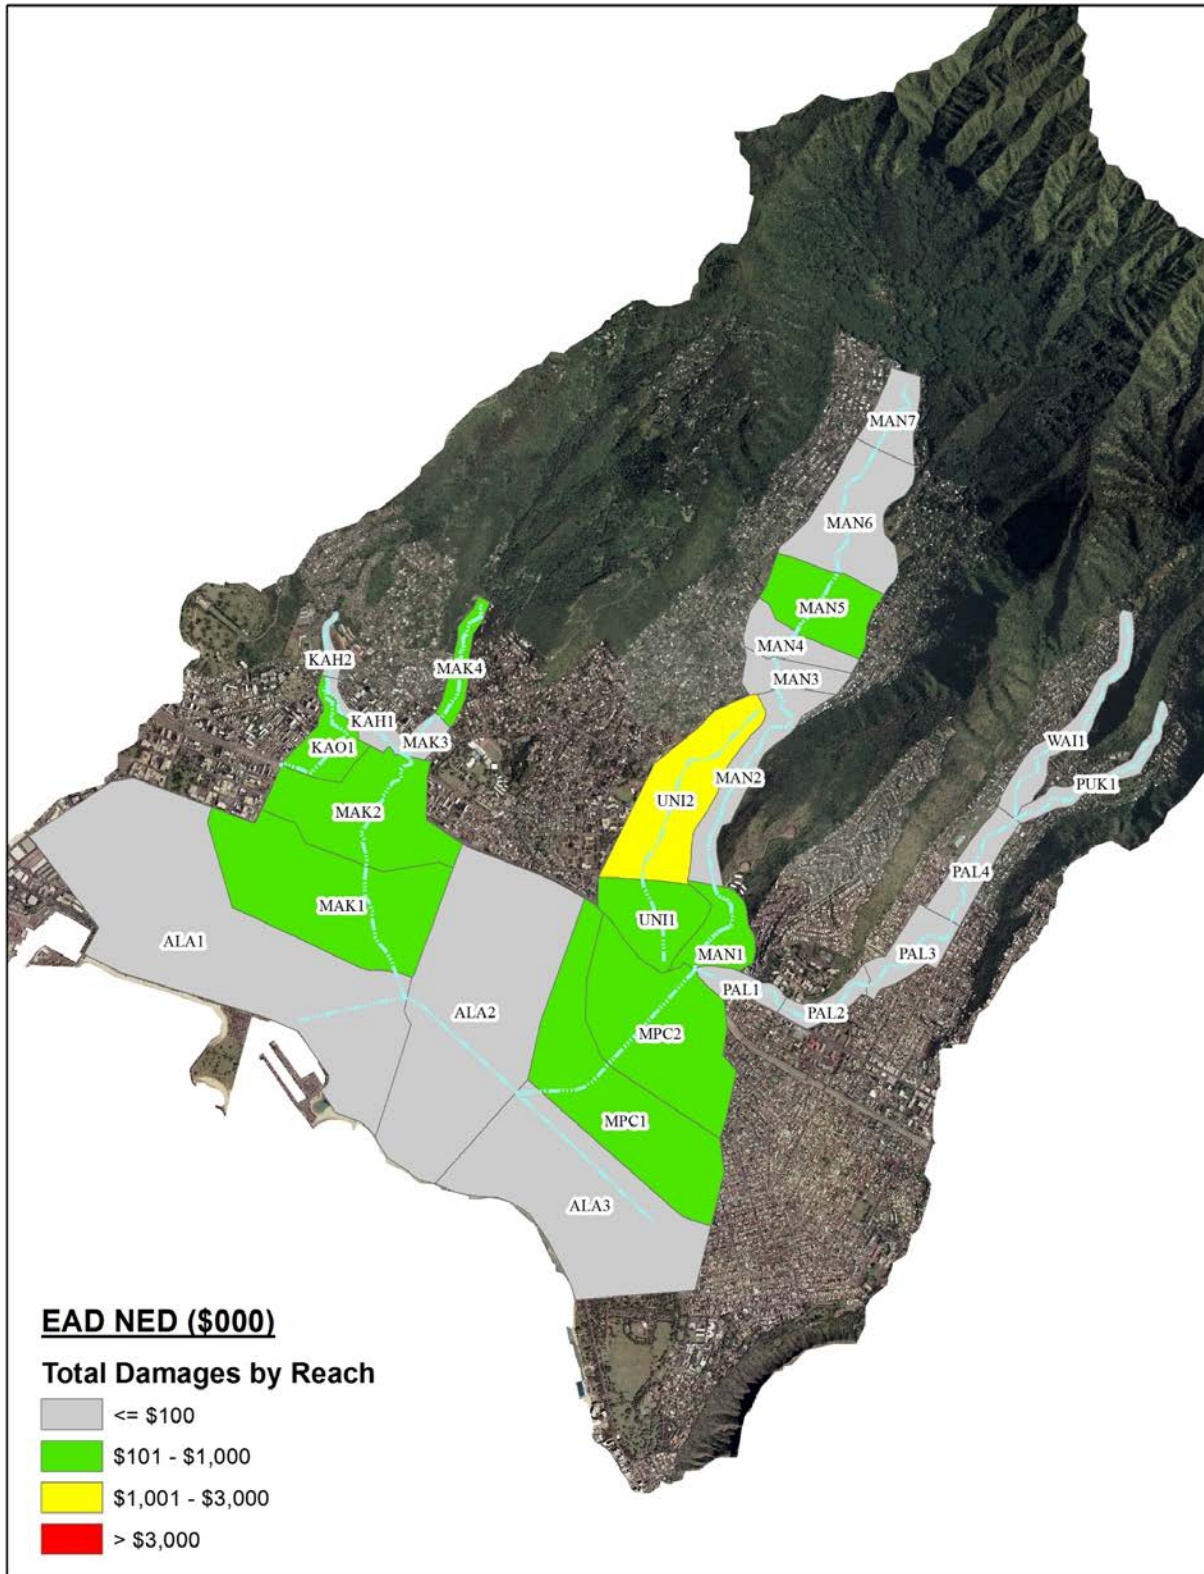 MAN7
MAN6
MAN5
MAN4
MAN3
KAH2
MAK4
KAH1
MAK3
KAO1
WAI1
MAN2
PUK1
UNI2
MAK2
PAL4
MAK1
UNI1
ALA1
MAN1
PAL3
PAL1
ALA2
PAL2
MPC2
MPC1
ALA3
EAD NED ($000)
Total Damages by Reach
<= $100
$101 - $1,000
$1,001 - $3,000
> $3,000